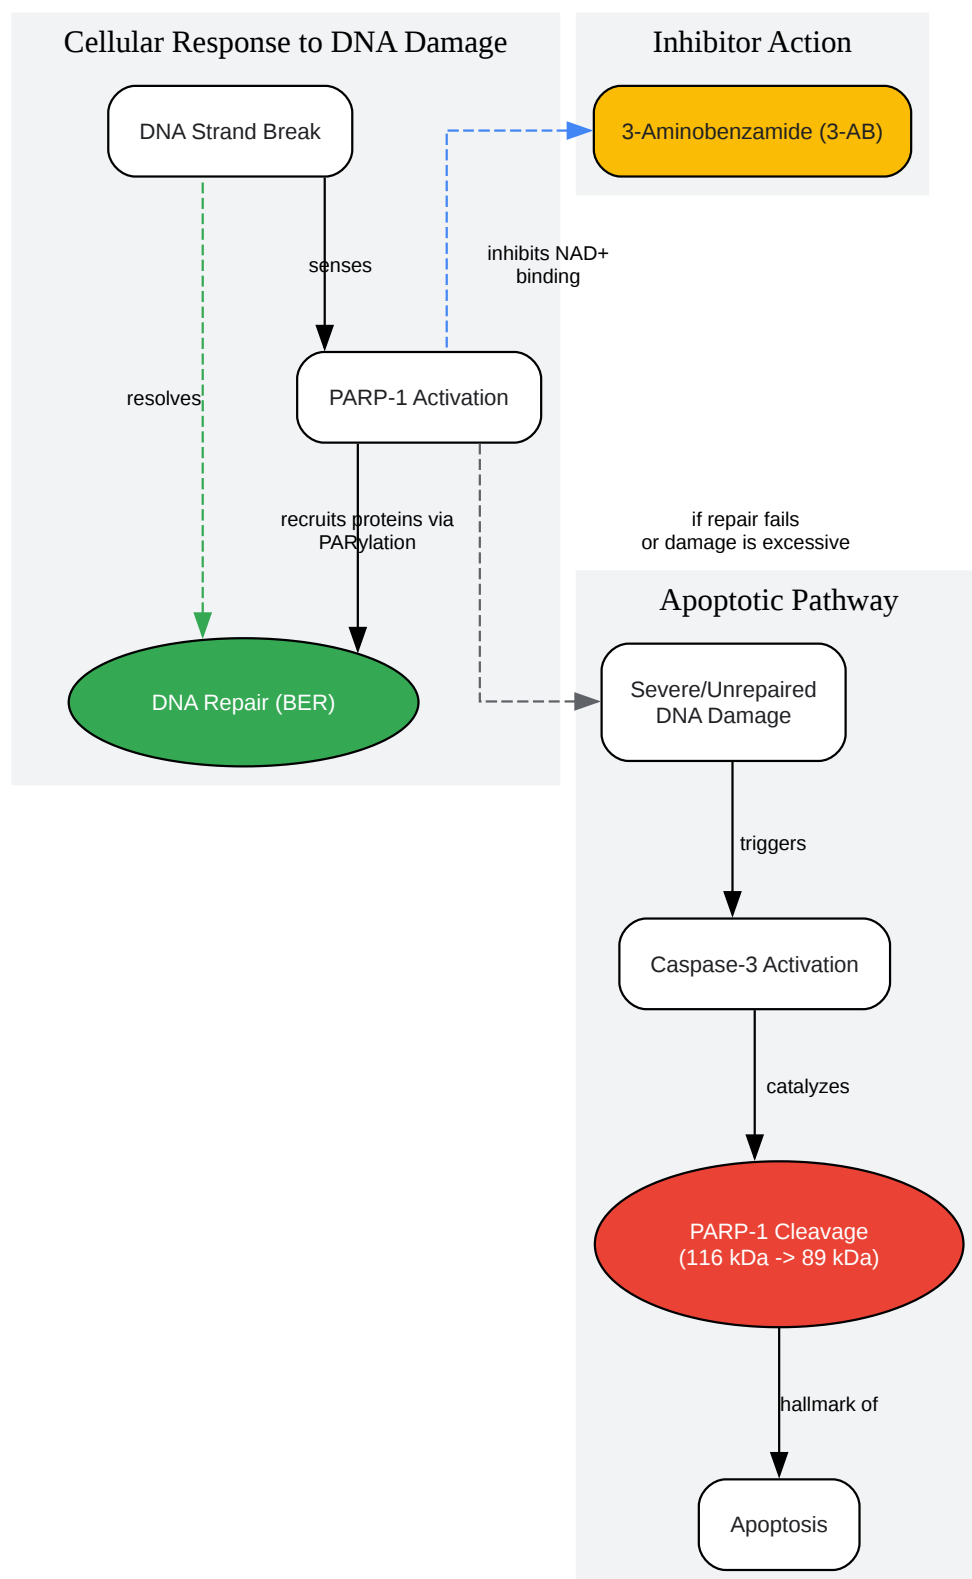 Cellular Response to DNA Damage
Inhibitor Action
DNA Strand Break
3-Aminobenzamide (3-AB)
senses
inhibits NAD+
binding
resolves
PARP-1 Activation
recruits proteins via
PARylation
if repair fails
or damage is excessive
Apoptotic Pathway
DNA Repair (BER)
Severe/Unrepaired
DNA Damage
triggers
Caspase-3 Activation
catalyzes
PARP-1 Cleavage
(116 kDa -> 89 kDa)
hallmark of
Apoptosis